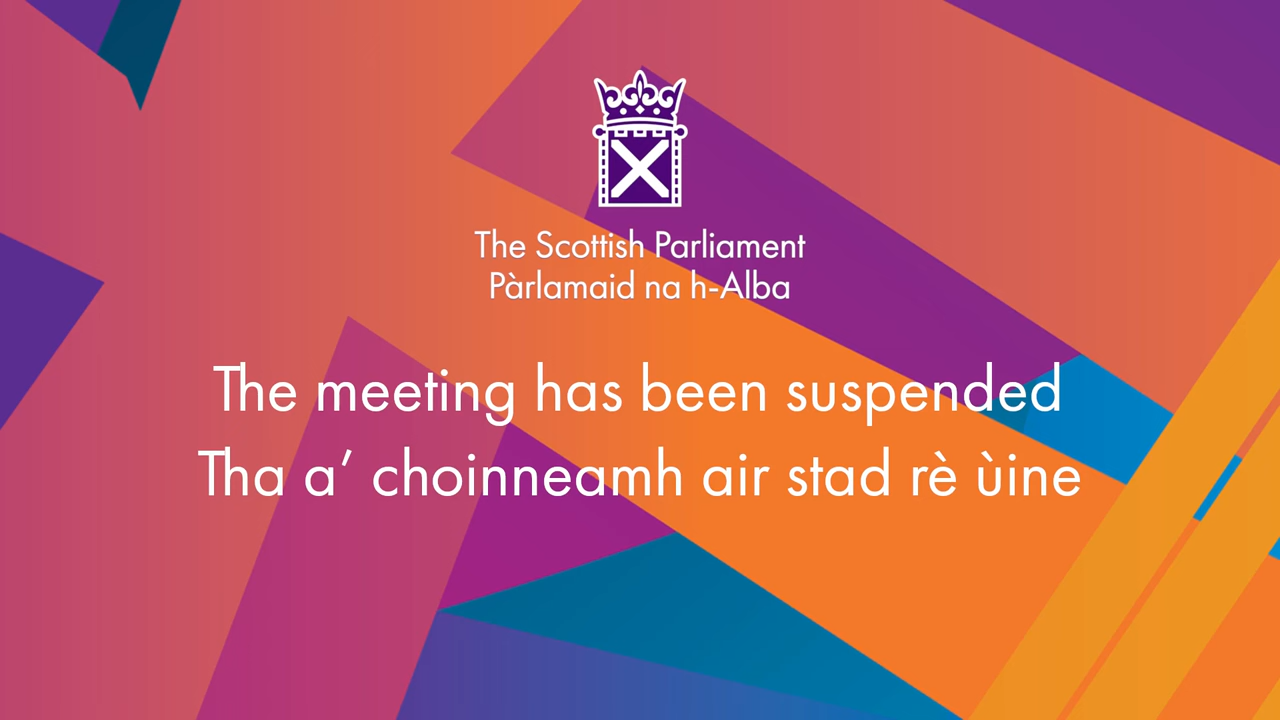 The Scottish Parliament
Pàrlamaid na h-Alba
The meeting has been suspended
Tha a’ choinneamh air stad rè ùine